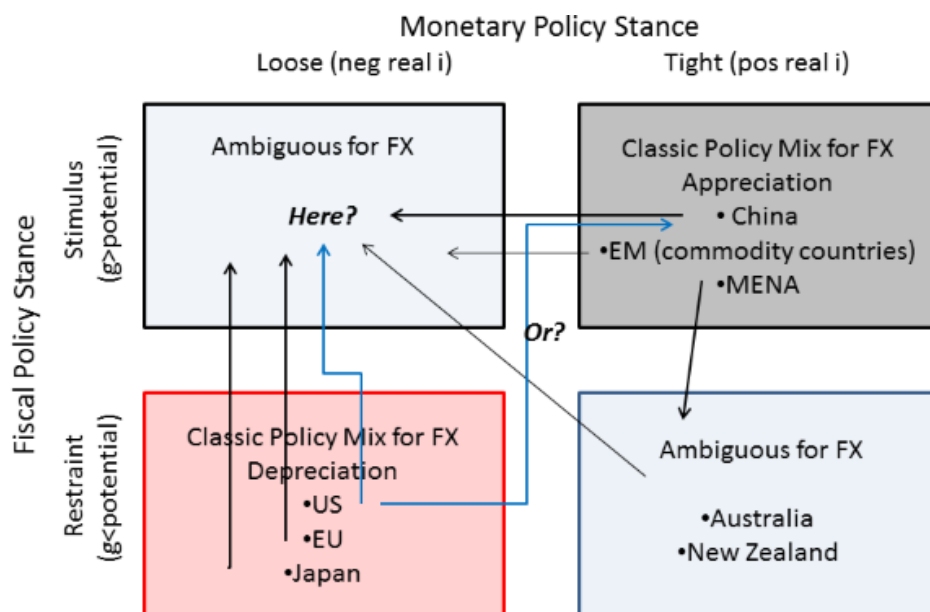 Monetary Policy Stance
Loose (neg real i)
Tight (pos real i)
Fiscal Policy Stance
Stimulus
(g>potential)
Ambiguous for FX
Here?
Classic Policy Mix for FX
Appreciation
• China
•EM (commodity countries)
•MENA
Or?
Restraint
(g<potential)
Classic Policy Mix for FX
Depreciation
•US
•EU
•Japan
Ambiguous for FX
•Australia
•New Zealand